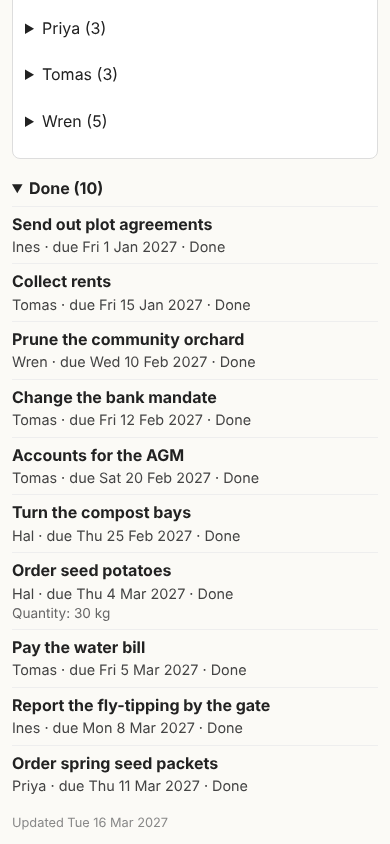 Priya (3)
Tomas (3)
Wren (5)
Done (10)
Send out plot agreements
Ines · due Fri 1 Jan 2027 · Done
Collect rents
Tomas · due Fri 15 Jan 2027 · Done
Prune the community orchard
Wren · due Wed 10 Feb 2027 · Done
Change the bank mandate
Tomas · due Fri 12 Feb 2027 · Done
Accounts for the AGM
Tomas · due Sat 20 Feb 2027 · Done
Turn the compost bays
Hal · due Thu 25 Feb 2027 · Done
Order seed potatoes
Hal · due Thu 4 Mar 2027 · Done
Quantity: 30 kg
Pay the water bill
Tomas · due Fri 5 Mar 2027 · Done
Report the fly-tipping by the gate
Ines · due Mon 8 Mar 2027 · Done
Order spring seed packets
Priya · due Thu 11 Mar 2027 · Done
Updated Tue 16 Mar 2027